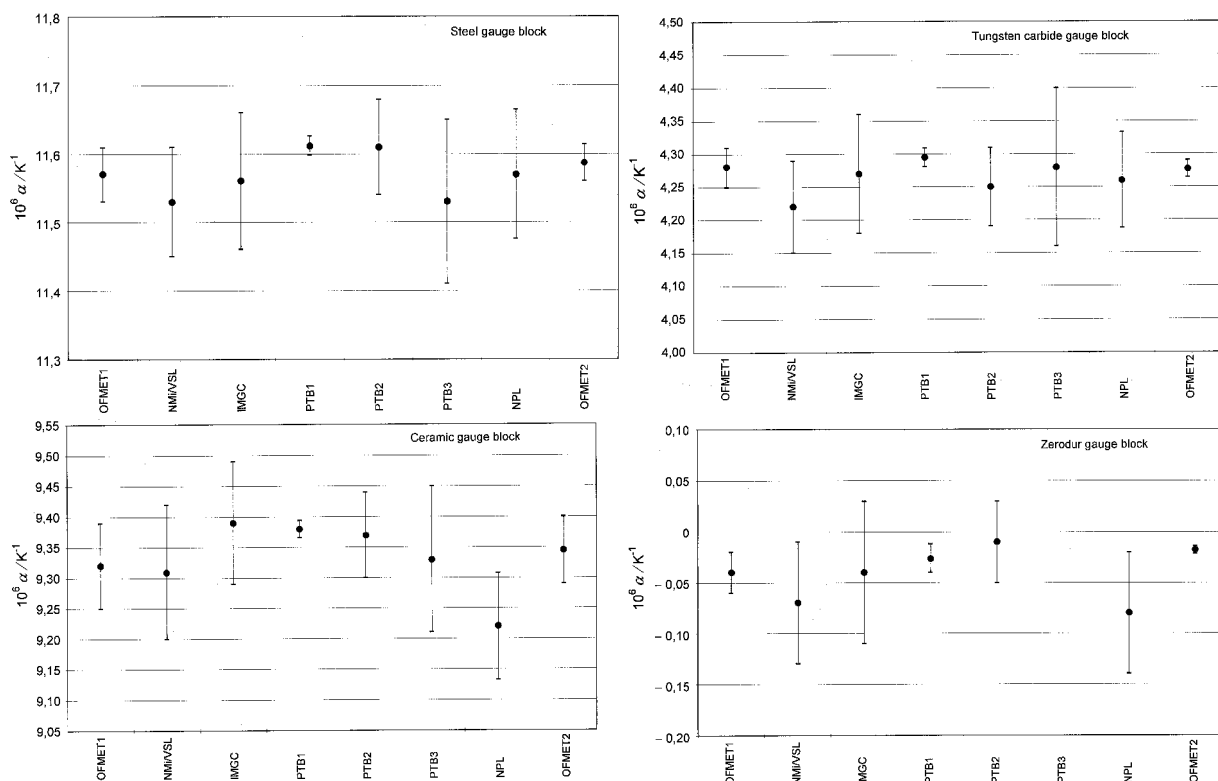 Steel gauge block
10⁶ α /K⁻¹
11,8
11,7
11,6
11,5
11,4
11,3
OFMET1
NMi/VSL
IMGC
PTB1
PTB2
PTB3
NPL
OFMET2
Tungsten carbide gauge block
10⁶ α /K⁻¹
4,50
4,45
4,40
4,35
4,30
4,25
4,20
4,15
4,10
4,05
4,00
OFMET1
NMi/VSL
IMGC
PTB1
PTB2
PTB3
NPL
OFMET2
Ceramic gauge block
10⁶ α /K⁻¹
9,55
9,50
9,45
9,40
9,35
9,30
9,25
9,20
9,15
9,10
9,05
OFMET1
NMi/VSL
IMGC
PTB1
PTB2
PTB3
NPL
OFMET2
Zerodur gauge block
10⁶ α /K⁻¹
0,10
0,05
0
− 0,05
− 0,10
− 0,15
− 0,20
OFMET1
NMi/VSL
IMGC
PTB1
PTB2
PTB3
NPL
OFMET2